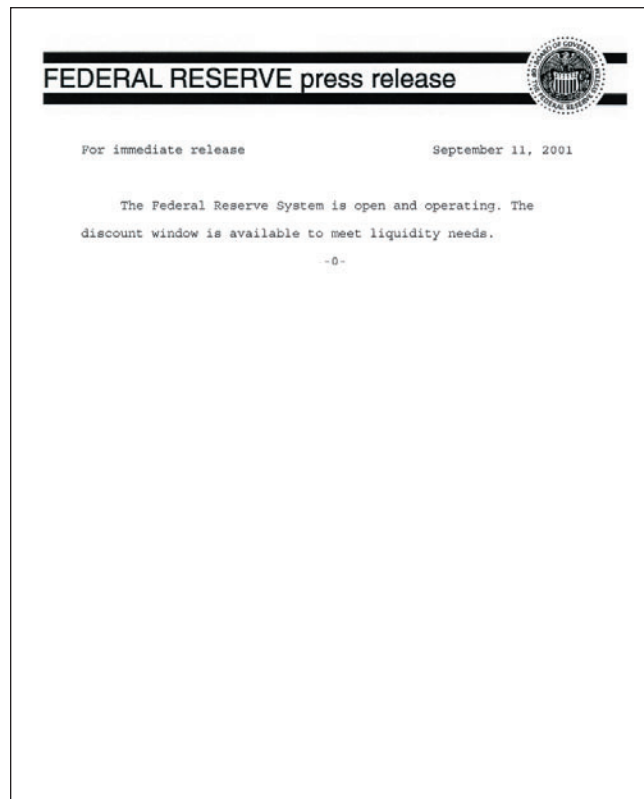 FEDERAL RESERVE press release
For immediate release September 11, 2001
The Federal Reserve System is open and operating. The
discount window is available to meet liquidity needs.
-0-